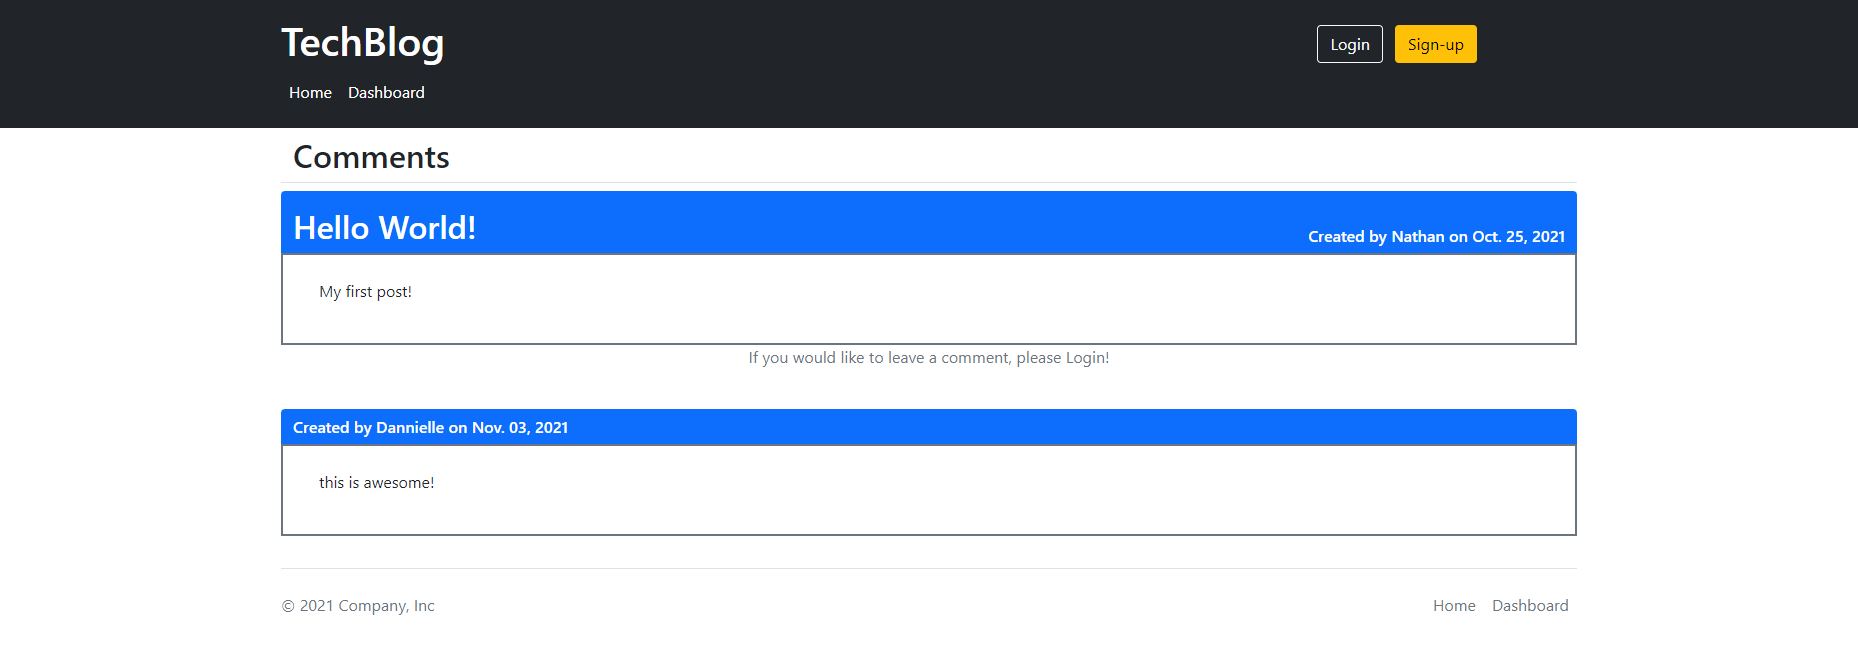 TechBlog
Login Sign-up
Home Dashboard
Comments
Hello World!
Created by Nathan on Oct. 25, 2021
My first post!
If you would like to leave a comment, please Login!
Created by Dannielle on Nov. 03, 2021
this is awesome!
© 2021 Company, Inc
Home Dashboard